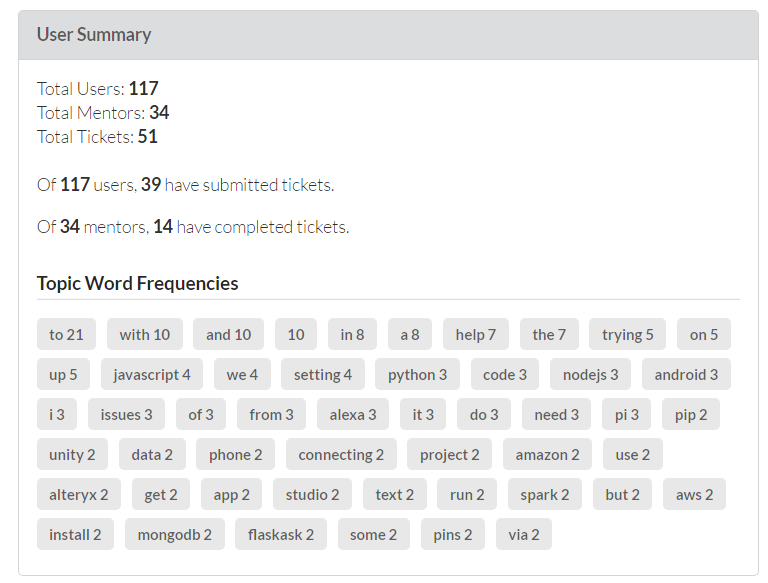 User Summary
Total Users: 117
Total Mentors: 34
Total Tickets: 51
Of 117 users, 39 have submitted tickets.
Of 34 mentors, 14 have completed tickets.
Topic Word Frequencies
to 21 with 10 and 10 10 in 8 a 8 help 7 the 7 trying 5 on 5
up 5 javascript 4 we 4 setting 4 python 3 code 3 nodejs 3 android 3
i 3 issues 3 of 3 from 3 alexa 3 it 3 do 3 need 3 pi 3 pip 2
unity 2 data 2 phone 2 connecting 2 project 2 amazon 2 use 2
alteryx 2 get 2 app 2 studio 2 text 2 run 2 spark 2 but 2 aws 2
install 2 mongodb 2 flaskask 2 some 2 pins 2 via 2